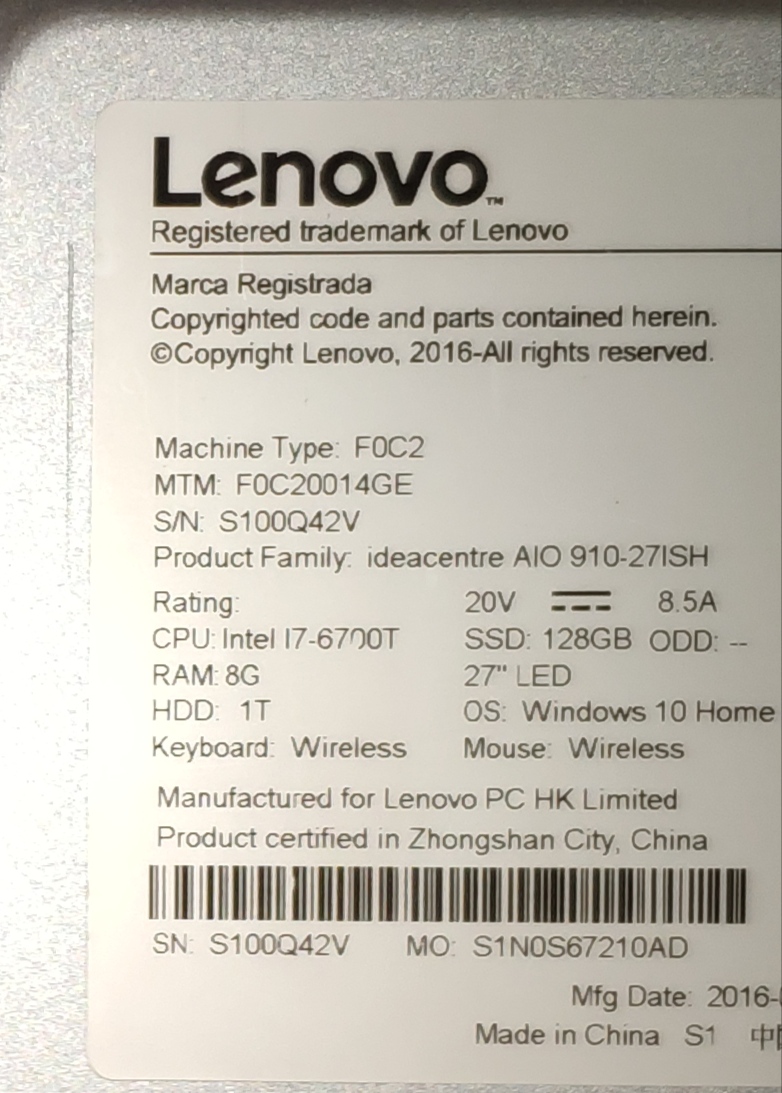 Lenovo™
Registered trademark of Lenovo
Marca Registrada
Copyrighted code and parts contained herein.
©Copyright Lenovo, 2016-All rights reserved.
Machine Type: F0C2
MTM: F0C20014GE
S/N: S100Q42V
Product Family: ideacentre AIO 910-27ISH
Rating: 20V ⎓ 8.5A
CPU: Intel I7-6700T SSD: 128GB ODD: --
RAM: 8G 27" LED
HDD: 1T OS: Windows 10 Home
Keyboard: Wireless Mouse: Wireless
Manufactured for Lenovo PC HK Limited
Product certified in Zhongshan City, China
SN: S100Q42V MO: S1N0S67210AD
Mfg Date: 2016-
Made in China S1 中